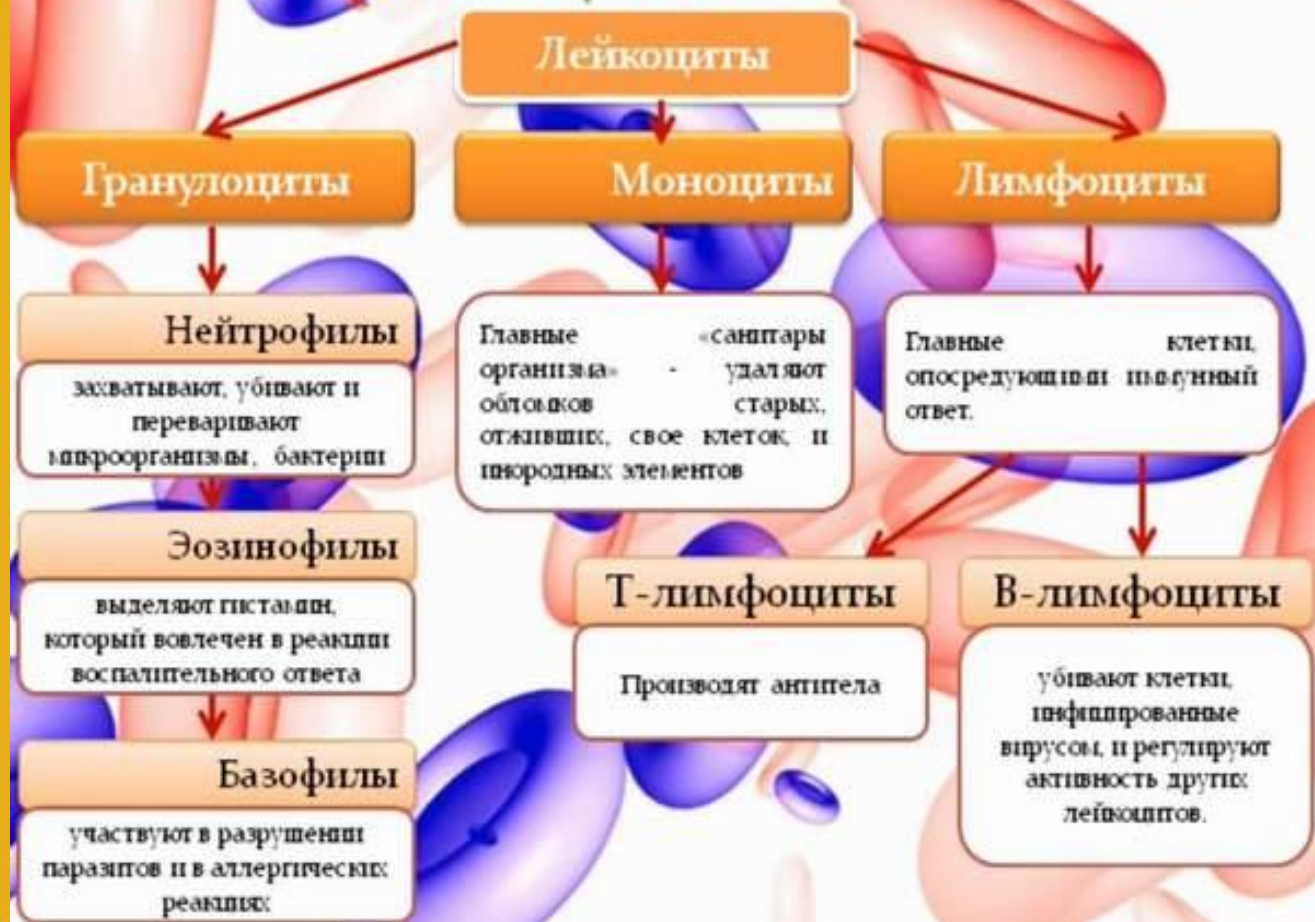 Лейкоциты
Гранулоциты
Моноциты
Лимфоциты
Нейтрофилы
захватывают, убивают и
переваривают
микроорганизмы, бактерии
Эозинофилы
выделяют гистамин,
который вовлечен в реакции
воспалительного ответа
Базофилы
участвуют в разрушении
паразитов и в аллергических
реакциях
Главные «санитары
организма» - удаляют
обломков старых,
отживших, свое клеток, и
инородных элементов
Главные клетки,
опосредующими иммунный
ответ.
Т-лимфоциты
Производят антитела
В-лимфоциты
убивают клетки,
инфицированные
вирусом, и регулируют
активность других
лейкоцитов.